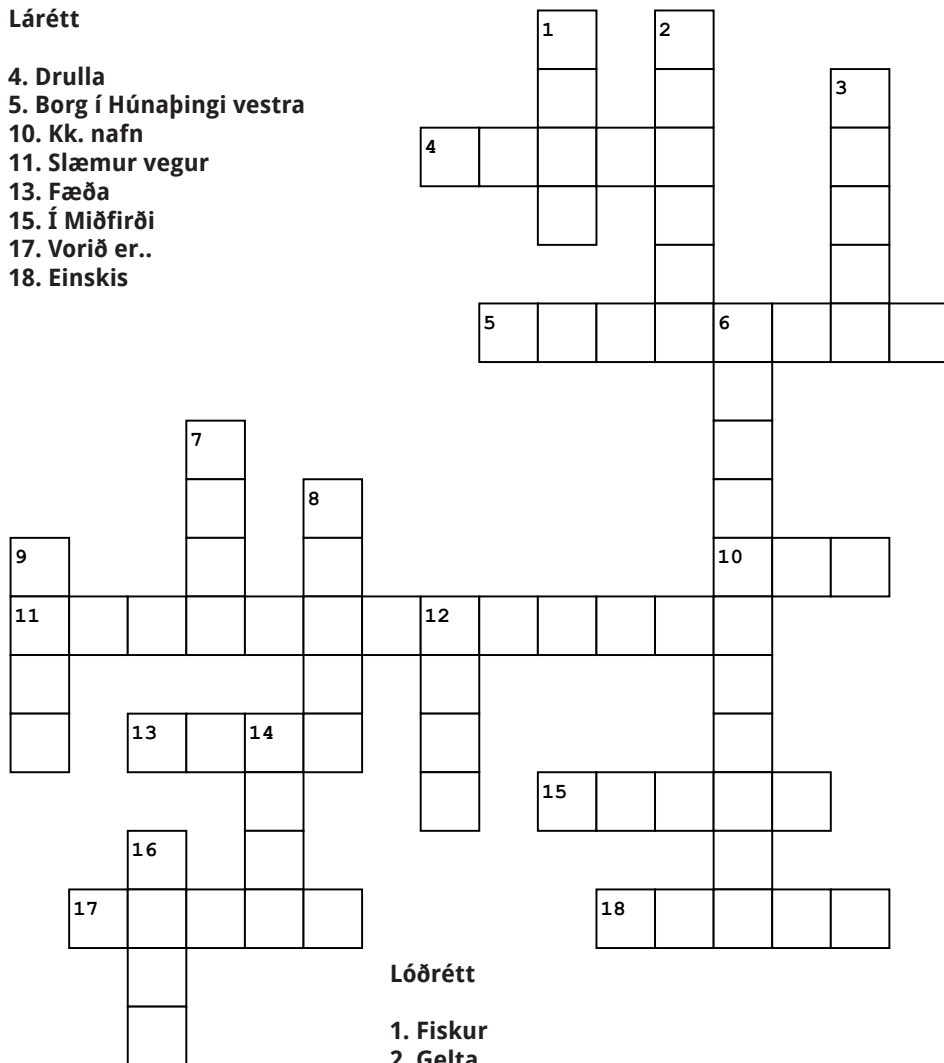 Lárétt
4. Drulla
5. Borg í Húnaþingi vestra
10. Kk. nafn
11. Slæmur vegur
13. Fæða
15. Í Miðfirði
17. Vorið er..
18. Einskis
1 2
3
4
5 6
7
8
9 10
11 12
13 14
15
16
17 18
Lóðrétt
1. Fiskur
2. Gelta